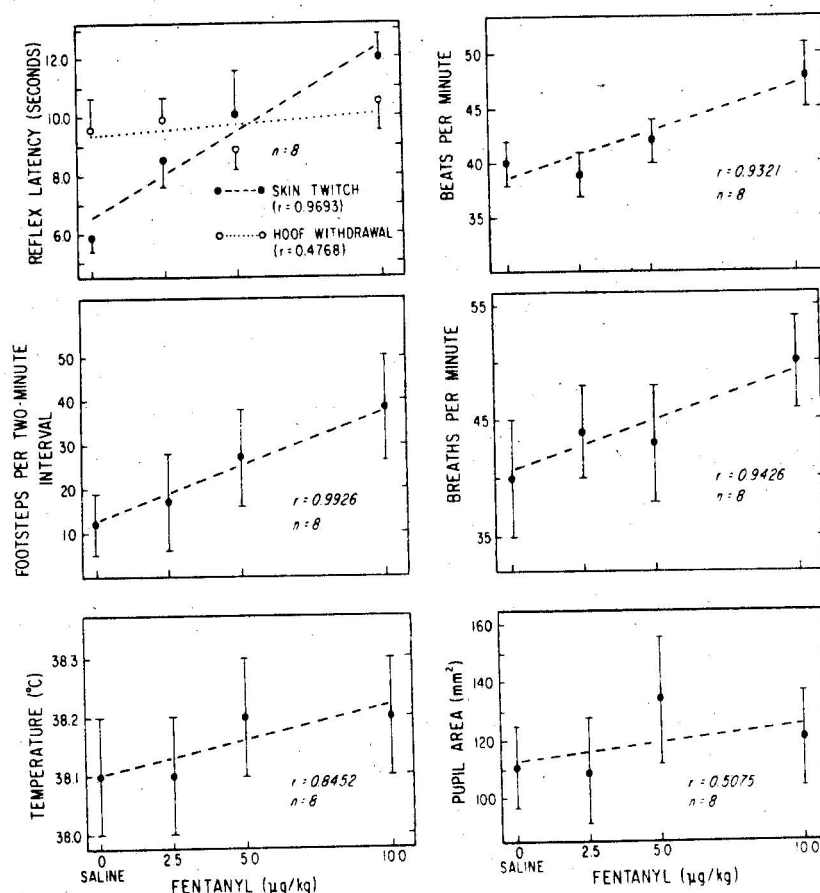 REFLEX LATENCY (SECONDS)
12.0
10.0
8.0
6.0
n=8
SKIN TWITCH
(r=0.9693)
HOOF WITHDRAWAL
(r=0.4768)
BEATS PER MINUTE
50
45
40
35
r=0.9321
n=8
FOOTSTEPS PER TWO-MINUTE
INTERVAL
50
40
30
20
10
r=0.9926
n=8
BREATHS PER MINUTE
55
45
35
r=0.9426
n=8
TEMPERATURE (°C)
38.3
38.2
38.1
38.0
r=0.8452
n=8
0
2.5
5.0
10.0
SALINE
FENTANYL (µg/kg)
PUPIL AREA (mm²)
160
140
120
100
r=0.5075
n=8
0
2.5
5.0
10.0
SALINE
FENTANYL (µg/kg)